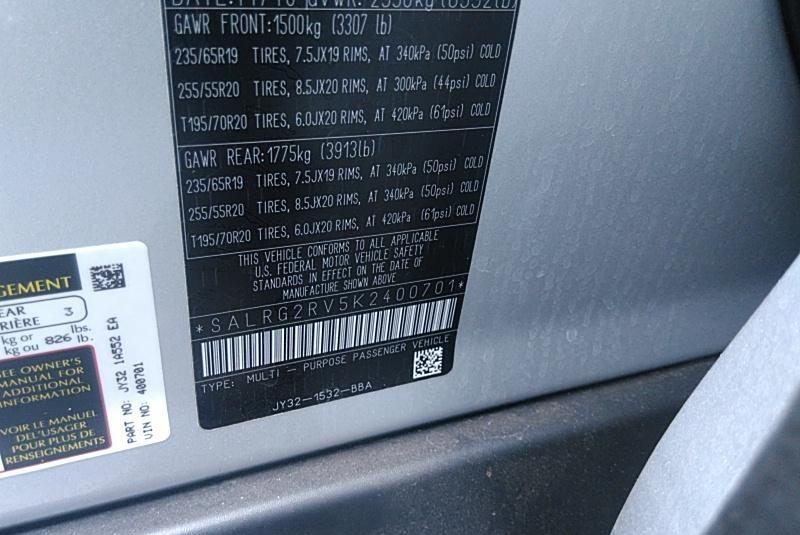 GAWR FRONT:1500kg (3307 lb)
235/65R19 TIRES, 7.5JX19 RIMS, AT 340kPa (50psi) COLD
255/55R20 TIRES, 8.5JX20 RIMS, AT 300kPa (44psi) COLD
T195/70R20 TIRES, 6.0JX20 RIMS, AT 420kPa (61psi) COLD
GAWR REAR:1775kg (3913lb)
235/65R19 TIRES, 7.5JX19 RIMS, AT 340kPa (50psi) COLD
255/55R20 TIRES, 8.5JX20 RIMS, AT 340kPa (50psi) COLD
T195/70R20 TIRES, 6.0JX20 RIMS, AT 420kPa (61psi) COLD
THIS VEHICLE CONFORMS TO ALL APPLICABLE
U.S. FEDERAL MOTOR VEHICLE SAFETY
STANDARDS IN EFFECT ON THE DATE OF
MANUFACTURE SHOWN ABOVE
*SALRG2RV5K2400701*
TYPE: MULTI - PURPOSE PASSENGER VEHICLE
JY32-1532-BBA
GEMENT
EAR 3
RIÈRE
kg or 826 lbs.
kg ou lb.
SEE OWNER'S
MANUAL FOR
ADDITIONAL
INFORMATION
VOIR LE MANUEL
DEL'USAGER
POUR PLUS DE
RENSEIGNEMENTS
PART NO: JY32 1A552 EA
VIN NO: 400701